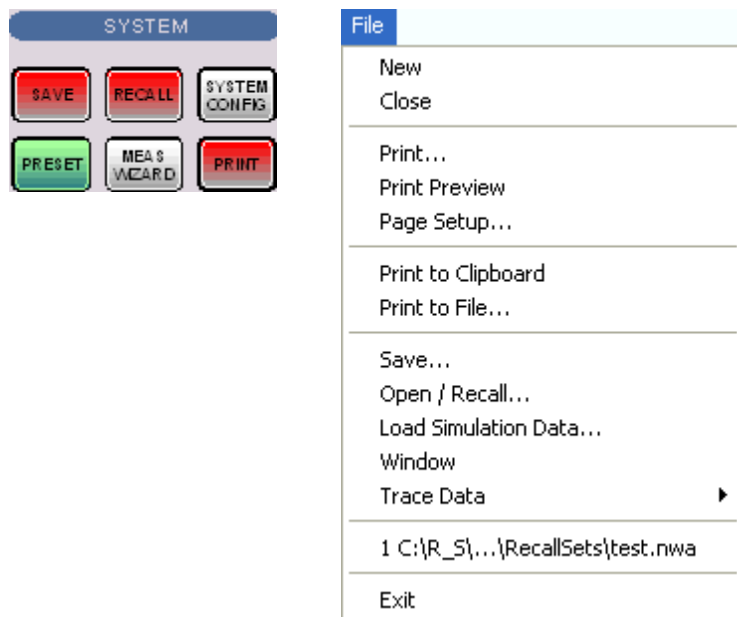 SYSTEM
SAVE
RECALL
SYSTEM
CONFIG
PRESET
MEAS
WIZARD
PRINT
File
New
Close
Print...
Print Preview
Page Setup...
Print to Clipboard
Print to File...
Save...
Open / Recall...
Load Simulation Data...
Window
Trace Data
1 C:\R_S\...\RecallSets\test.nwa
Exit